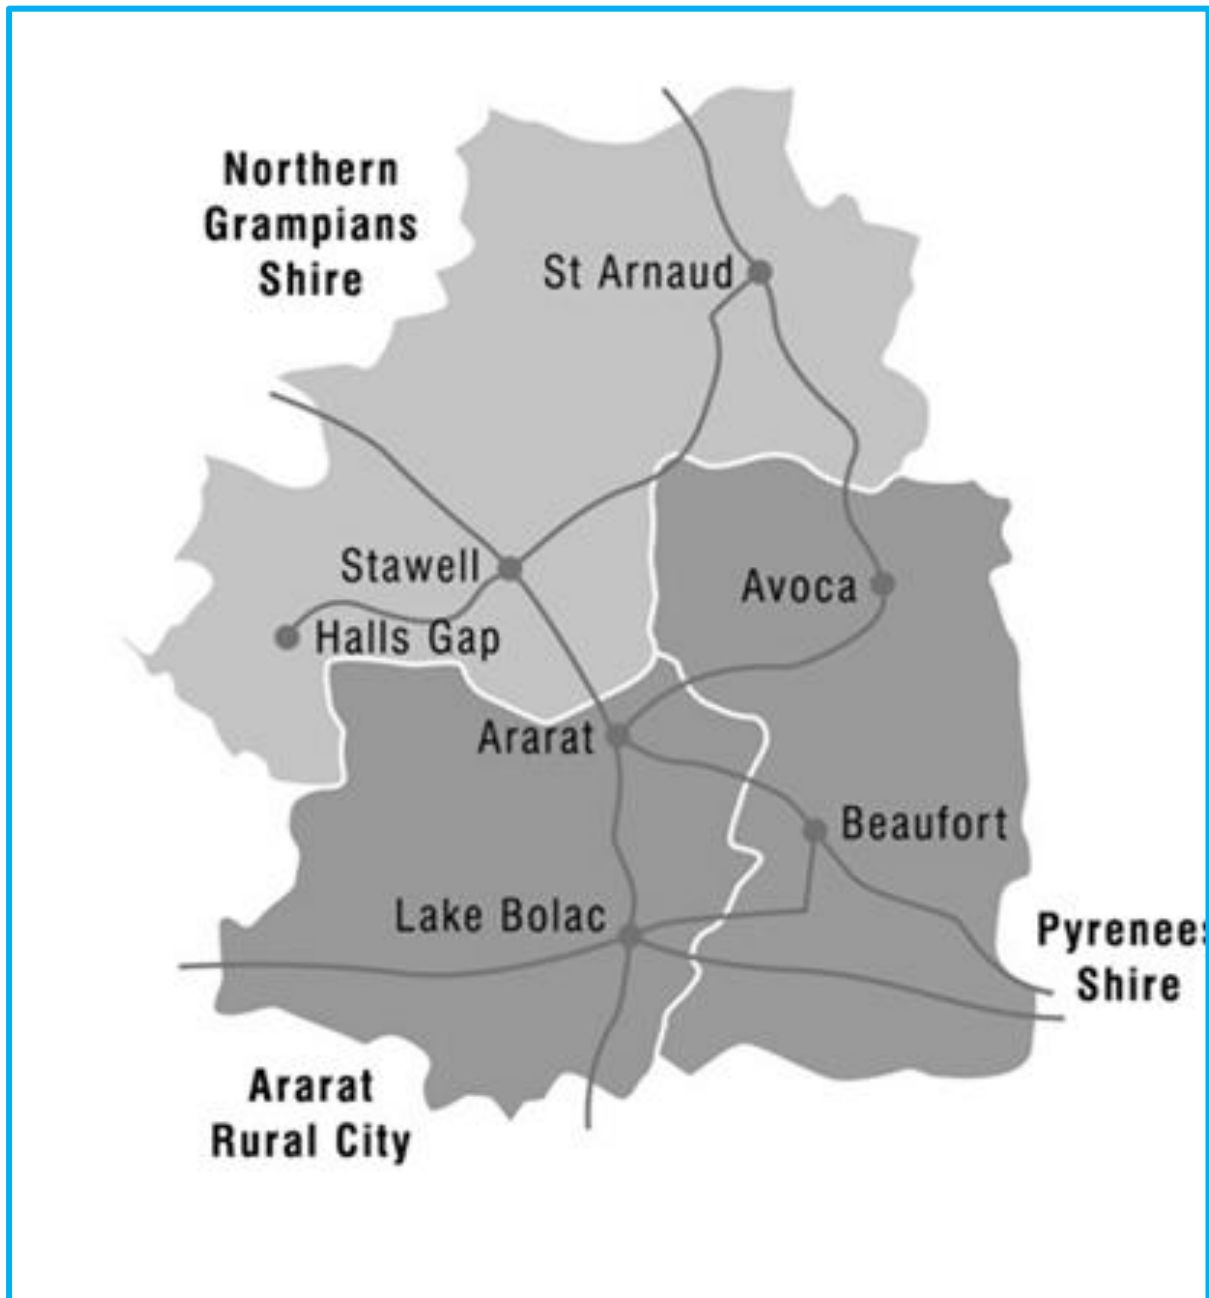 Northern
Grampians
Shire
St Arnaud
Stawell
Avoca
Halls Gap
Ararat
Beaufort
Lake Bolac
Pyrenees
Shire
Ararat
Rural City